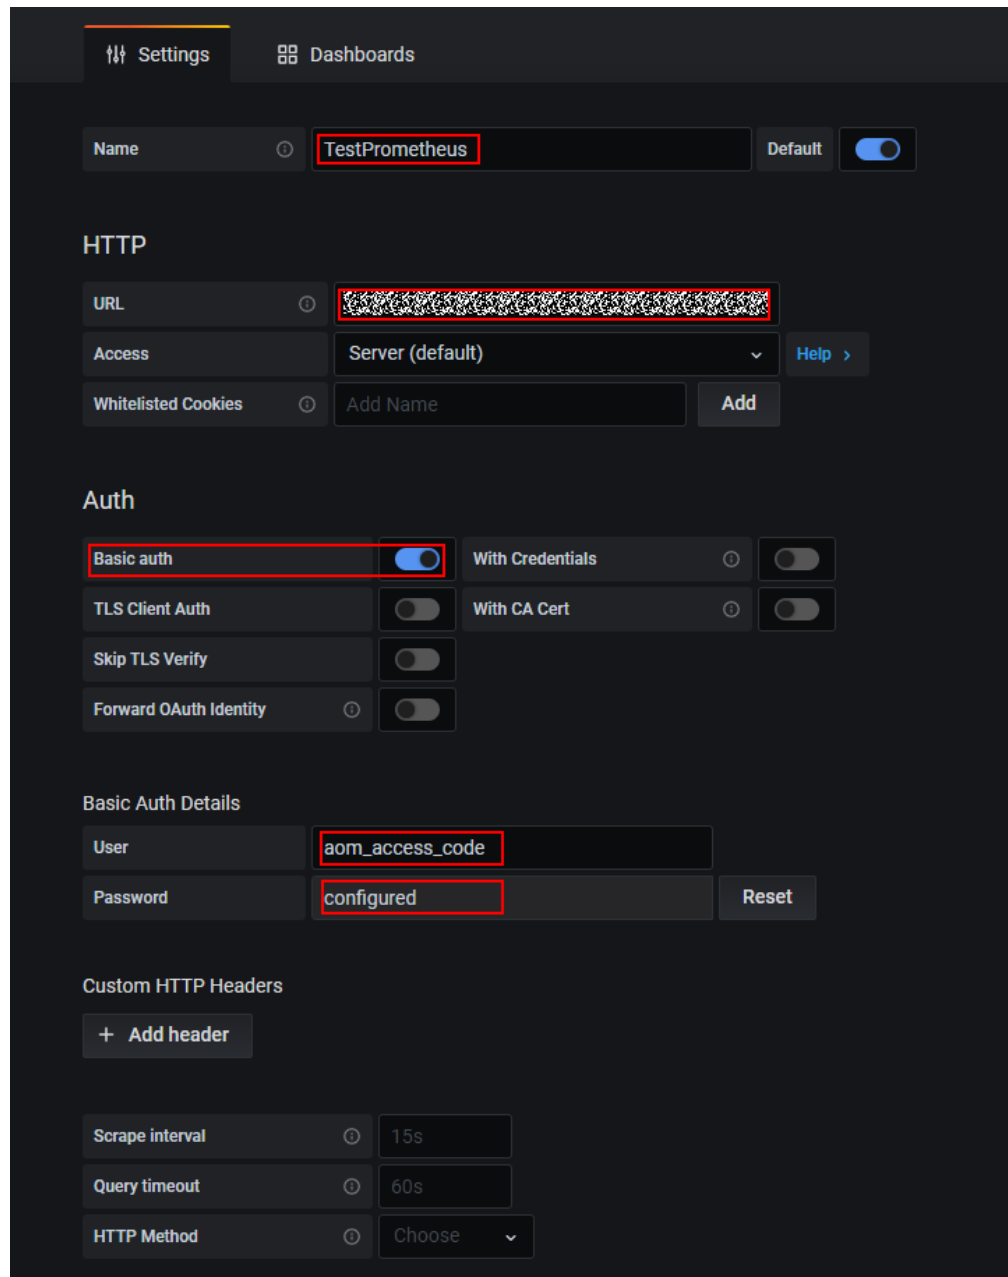 Settings Dashboards
Name TestPrometheus Default
HTTP
URL
Access Server (default) Help >
Whitelisted Cookies Add Name Add
Auth
Basic auth With Credentials
TLS Client Auth With CA Cert
Skip TLS Verify
Forward OAuth Identity
Basic Auth Details
User aom_access_code
Password configured Reset
Custom HTTP Headers
+ Add header
Scrape interval 15s
Query timeout 60s
HTTP Method Choose